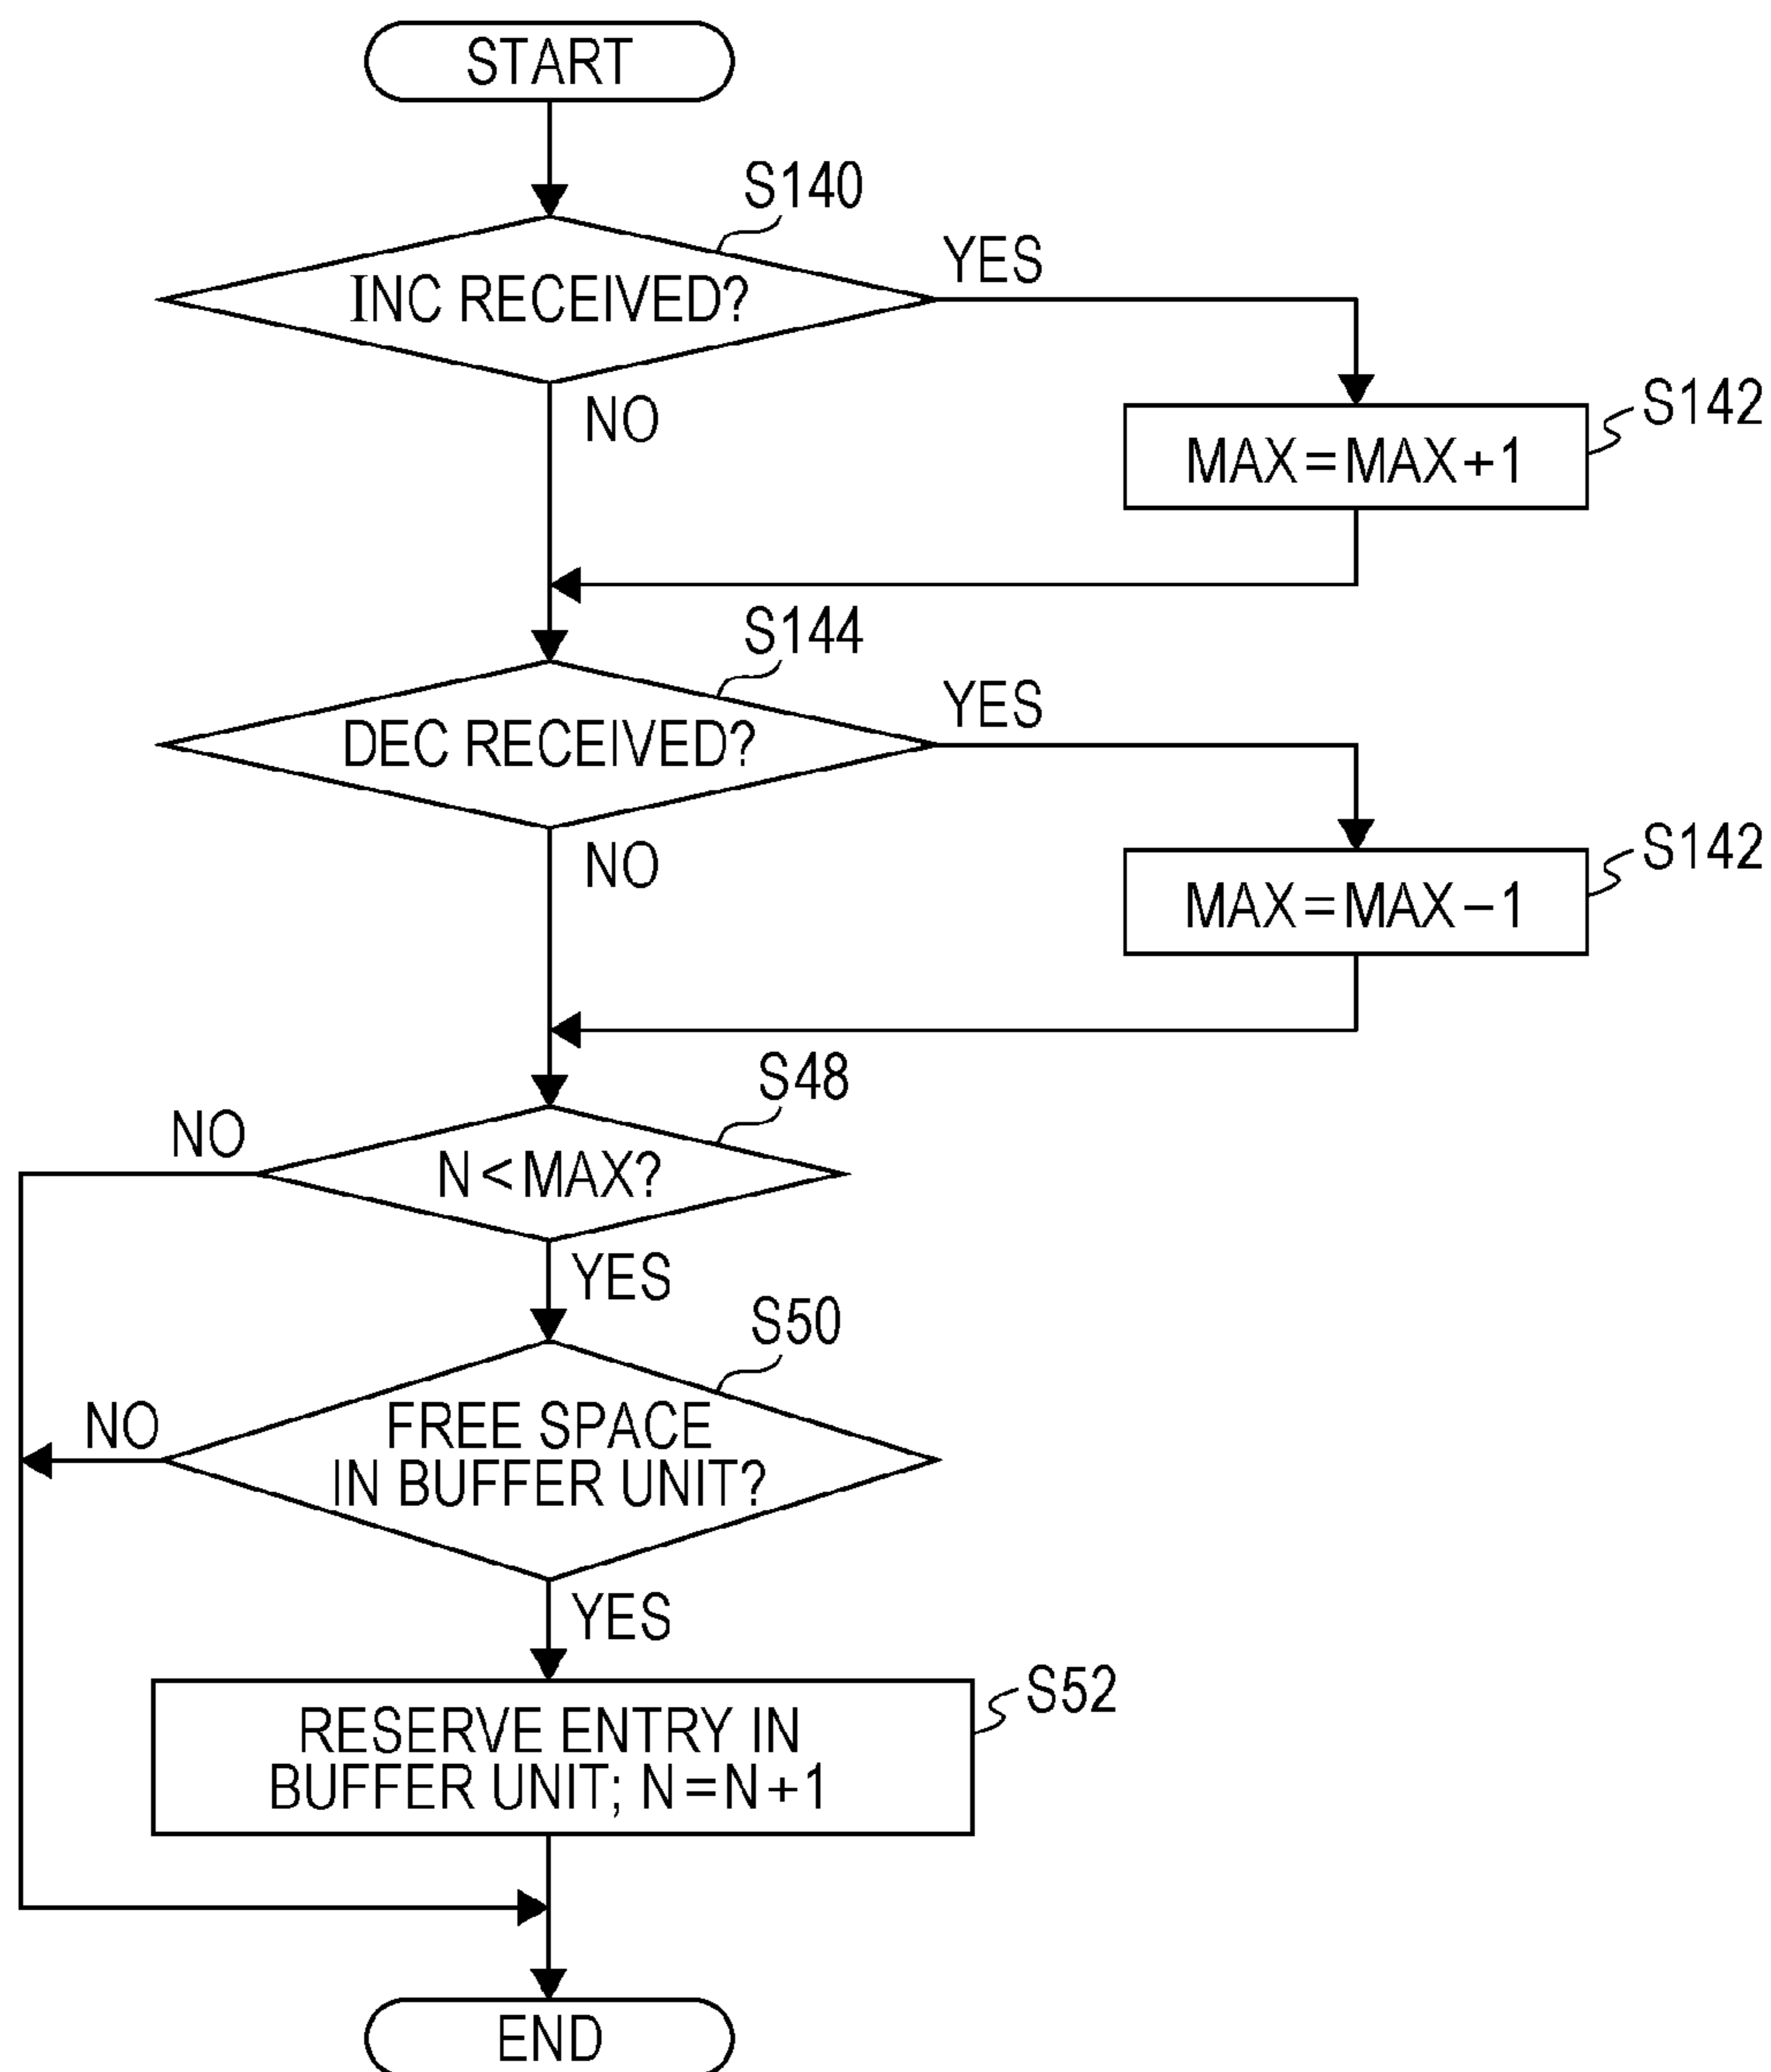 START
S140
INC RECEIVED?
YES
NO
S142
MAX=MAX+1
S144
DEC RECEIVED?
YES
NO
S142
MAX=MAX−1
S48
NO
N<MAX?
YES
S50
NO
FREE SPACE
IN BUFFER UNIT?
YES
S52
RESERVE ENTRY IN
BUFFER UNIT; N=N+1
END